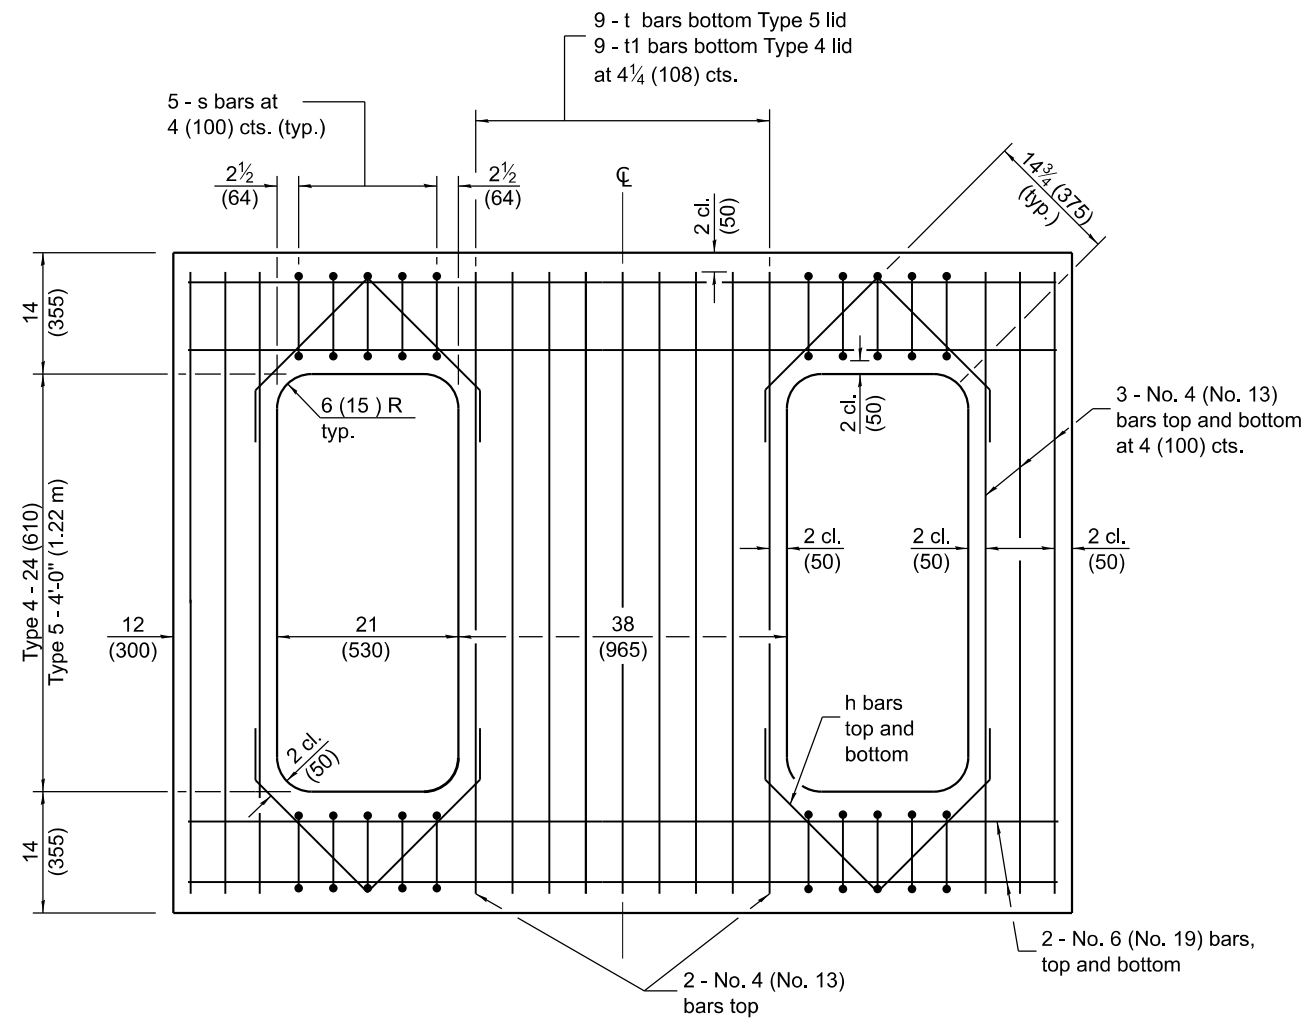 9 - t bars bottom Type 5 lid
9 - t1 bars bottom Type 4 lid
at 4¼ (108) cts.
5 - s bars at
4 (100) cts. (typ.)
2½
(64)
2½
(64)
℄
2 cl.
(50)
14¾ (375)
(typ.)
14
(355)
6 (15 ) R
typ.
2 cl.
(50)
3 - No. 4 (No. 13)
bars top and bottom
at 4 (100) cts.
Type 4 - 24 (610)
Type 5 - 4'-0" (1.22 m)
2 cl.
(50)
2 cl.
(50)
2 cl.
(50)
12
(300)
21
(530)
38
(965)
h bars
top and
bottom
2 cl.
(50)
14
(355)
2 - No. 6 (No. 19) bars,
top and bottom
2 - No. 4 (No. 13)
bars top